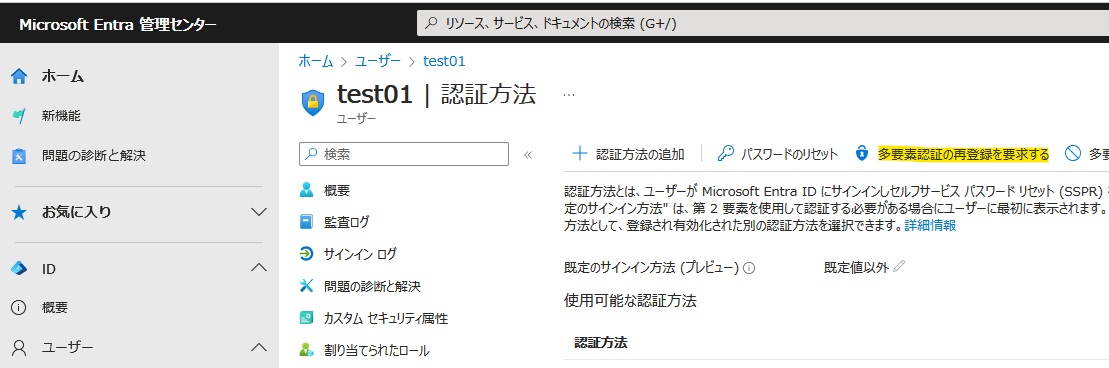 Microsoft Entra 管理センター
リソース、サービス、ドキュメントの検索 (G+/)
ホーム
新機能
問題の診断と解決
お気に入り
ID
概要
ユーザー
ホーム > ユーザー > test01
test01 | 認証方法 …
ユーザー
検索 «
概要
監査ログ
サインイン ログ
問題の診断と解決
カスタム セキュリティ属性
割り当てられたロール
+ 認証方法の追加 パスワードのリセット 多要素認証の再登録を要求する 多要
認証方法とは、ユーザーが Microsoft Entra ID にサインインしセルフサービス パスワード リセット (SSPR)
定のサインイン方法" は、第 2 要素を使用して認証する必要がある場合にユーザーに最初に表示されます。
方法として、登録され有効化された別の認証方法を選択できます。詳細情報
既定のサインイン方法 (プレビュー) 既定値以外
使用可能な認証方法
認証方法